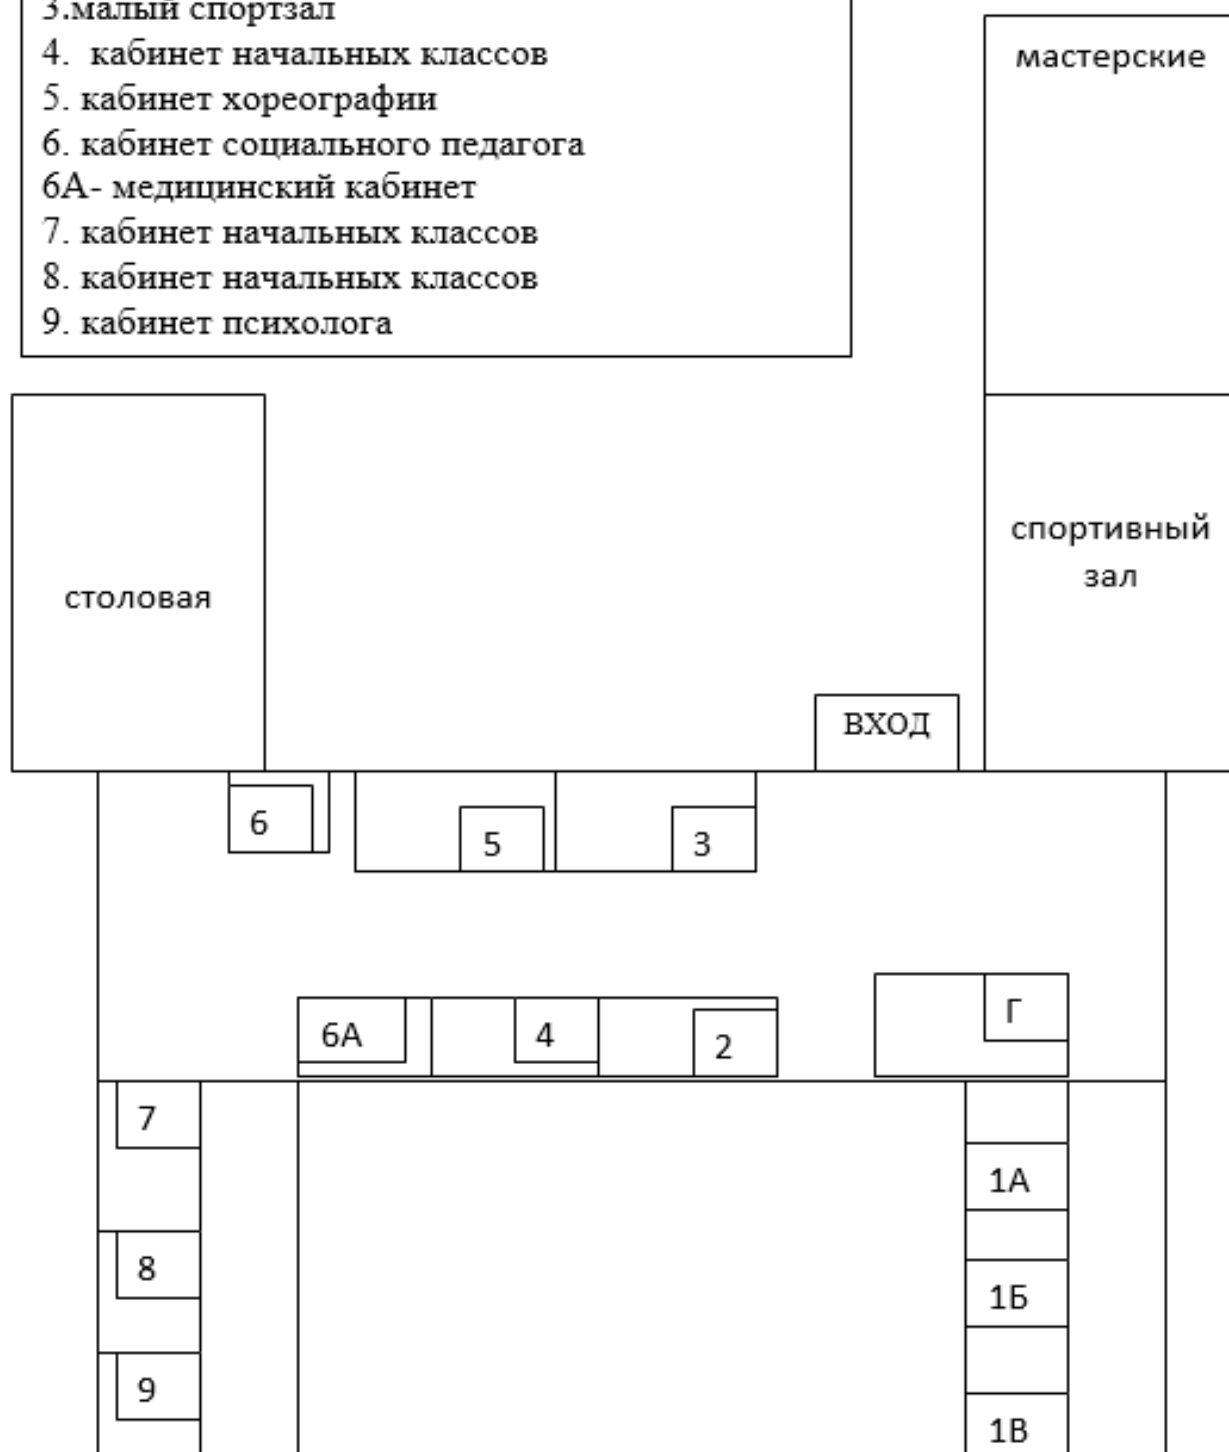 3.малый спортзал
4. кабинет начальных классов
5. кабинет хореографии
6. кабинет социального педагога
6А- медицинский кабинет
7. кабинет начальных классов
8. кабинет начальных классов
9. кабинет психолога
мастерские
столовая
спортивный
зал
ВХОД
6
5
3
6А
4
2
Г
7
8
9
1А
1Б
1В